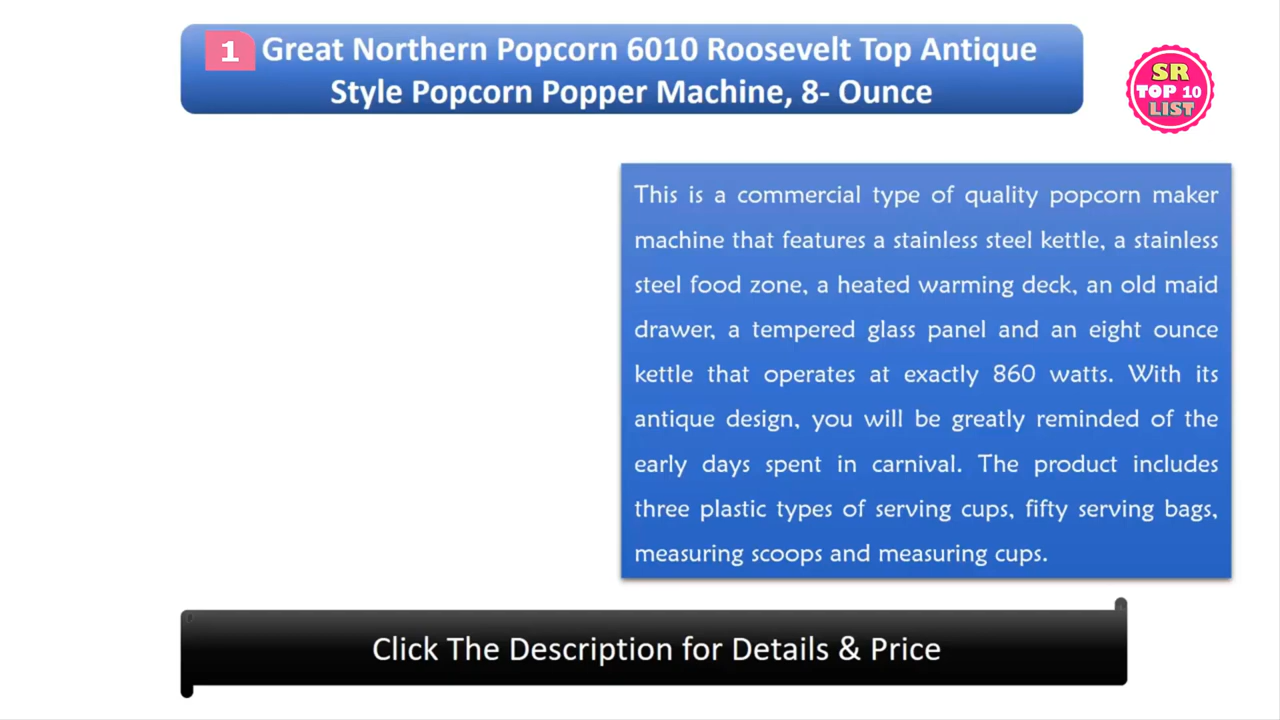 1 Great Northern Popcorn 6010 Roosevelt Top Antique
Style Popcorn Popper Machine, 8- Ounce
SR
TOP 10
LIST
This is a commercial type of quality popcorn maker
machine that features a stainless steel kettle, a stainless
steel food zone, a heated warming deck, an old maid
drawer, a tempered glass panel and an eight ounce
kettle that operates at exactly 860 watts. With its
antique design, you will be greatly reminded of the
early days spent in carnival. The product includes
three plastic types of serving cups, fifty serving bags,
measuring scoops and measuring cups.
Click The Description for Details & Price